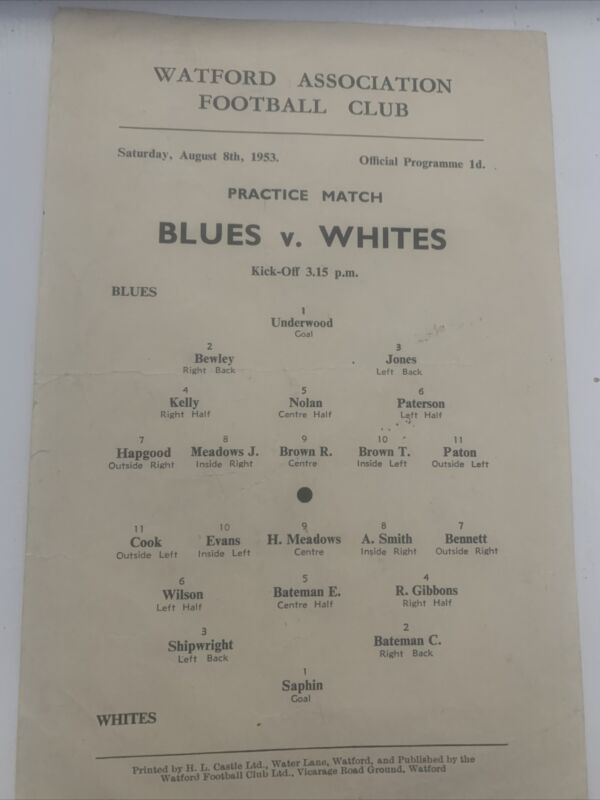 WATFORD ASSOCIATION
FOOTBALL CLUB
Saturday, August 8th, 1953. Official Programme 1d.
PRACTICE MATCH
BLUES v. WHITES
Kick-Off 3.15 p.m.
BLUES
1
Underwood
Goal
2 3
Bewley Jones
Right Back Left Back
4 5 6
Kelly Nolan Paterson
Right Half Centre Half Left Half
7 8 9 10 11
Hapgood Meadows J. Brown R. Brown T. Paton
Outside Right Inside Right Centre Inside Left Outside Left
11 10 9 8 7
Cook Evans H. Meadows A. Smith Bennett
Outside Left Inside Left Centre Inside Right Outside Right
6 5 4
Wilson Bateman E. R. Gibbons
Left Half Centre Half Right Half
3 2
Shipwright Bateman C.
Left Back Right Back
1
Saphin
Goal
WHITES
Printed by H. L. Castle Ltd., Water Lane, Watford, and Published by the
Watford Football Club Ltd., Vicarage Road Ground, Watford